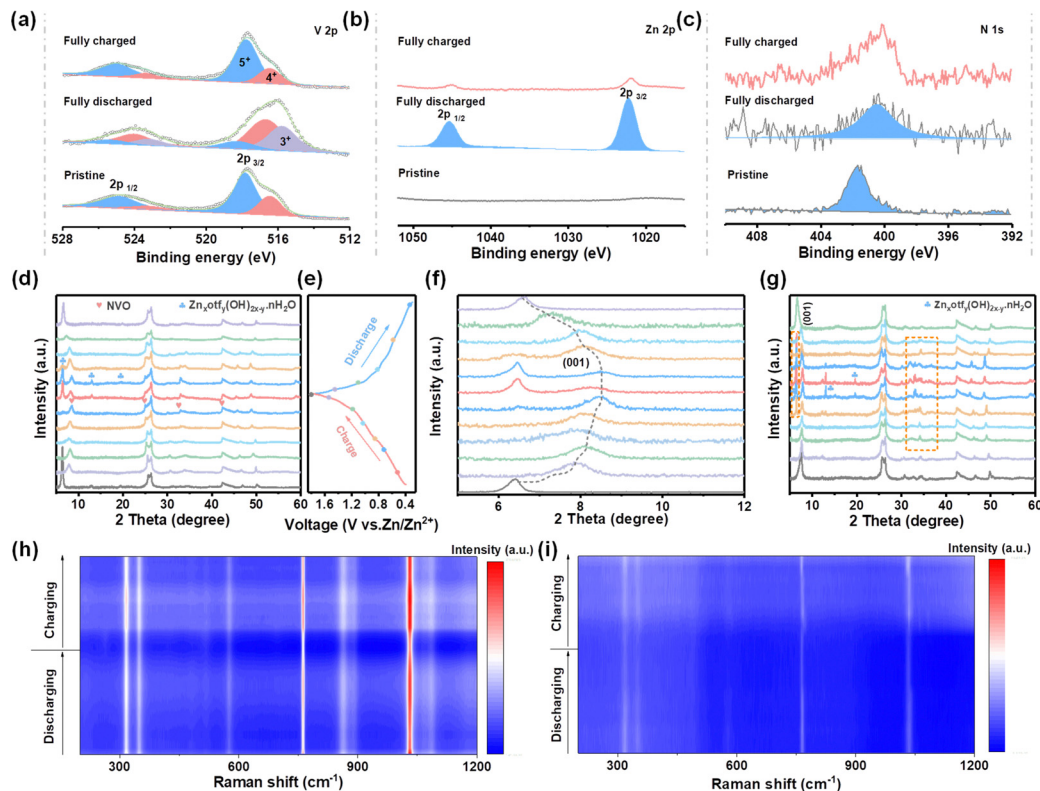 (a)
V 2p
Fully charged
5+
4+
Fully discharged
3+
2p 3/2
Pristine
2p 1/2
528 524 520 516 512
Binding energy (eV)
(b)
Zn 2p
Fully charged
Fully discharged
2p 1/2
2p 3/2
Pristine
1050 1040 1030 1020
Binding energy (eV)
(c)
N 1s
Fully charged
Fully discharged
Pristine
408 404 400 396 392
Binding energy (eV)
(d)
♥ NVO ♣ ZnxotfY(OH)2x-y.nH2O
Intensity (a.u.)
10 20 30 40 50 60
2 Theta (degree)
(e)
Discharge
Charge
1.6 1.2 0.8 0.4
Voltage (V vs.Zn/Zn2+)
(f)
(001)
Intensity (a.u.)
6 8 10 12
2 Theta (degree)
(g)
(001)
♣ Znxotfy(OH)2x-y.nH2O
Intensity (a.u.)
10 20 30 40 50 60
2 Theta (degree)
(h)
Intensity (a.u.)
Charging
Discharging
300 600 900 1200
Raman shift (cm-1)
(i)
Intensity (a.u.)
Charging
Discharging
300 600 900 1200
Raman shift (cm-1)